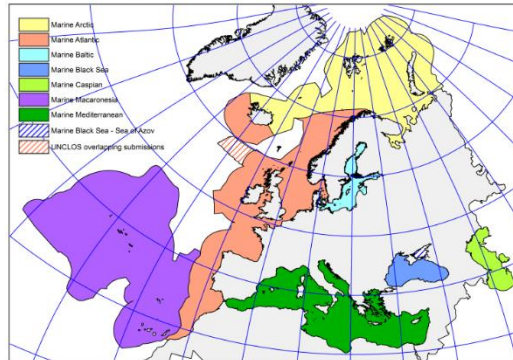 Marine Arctic
Marine Atlantic
Marine Baltic
Marine Black Sea
Marine Caspian
Marine Macaronesia
Marine Mediterranean
Marine Black Sea - Sea of Azov
UNCLOS overlapping submissions